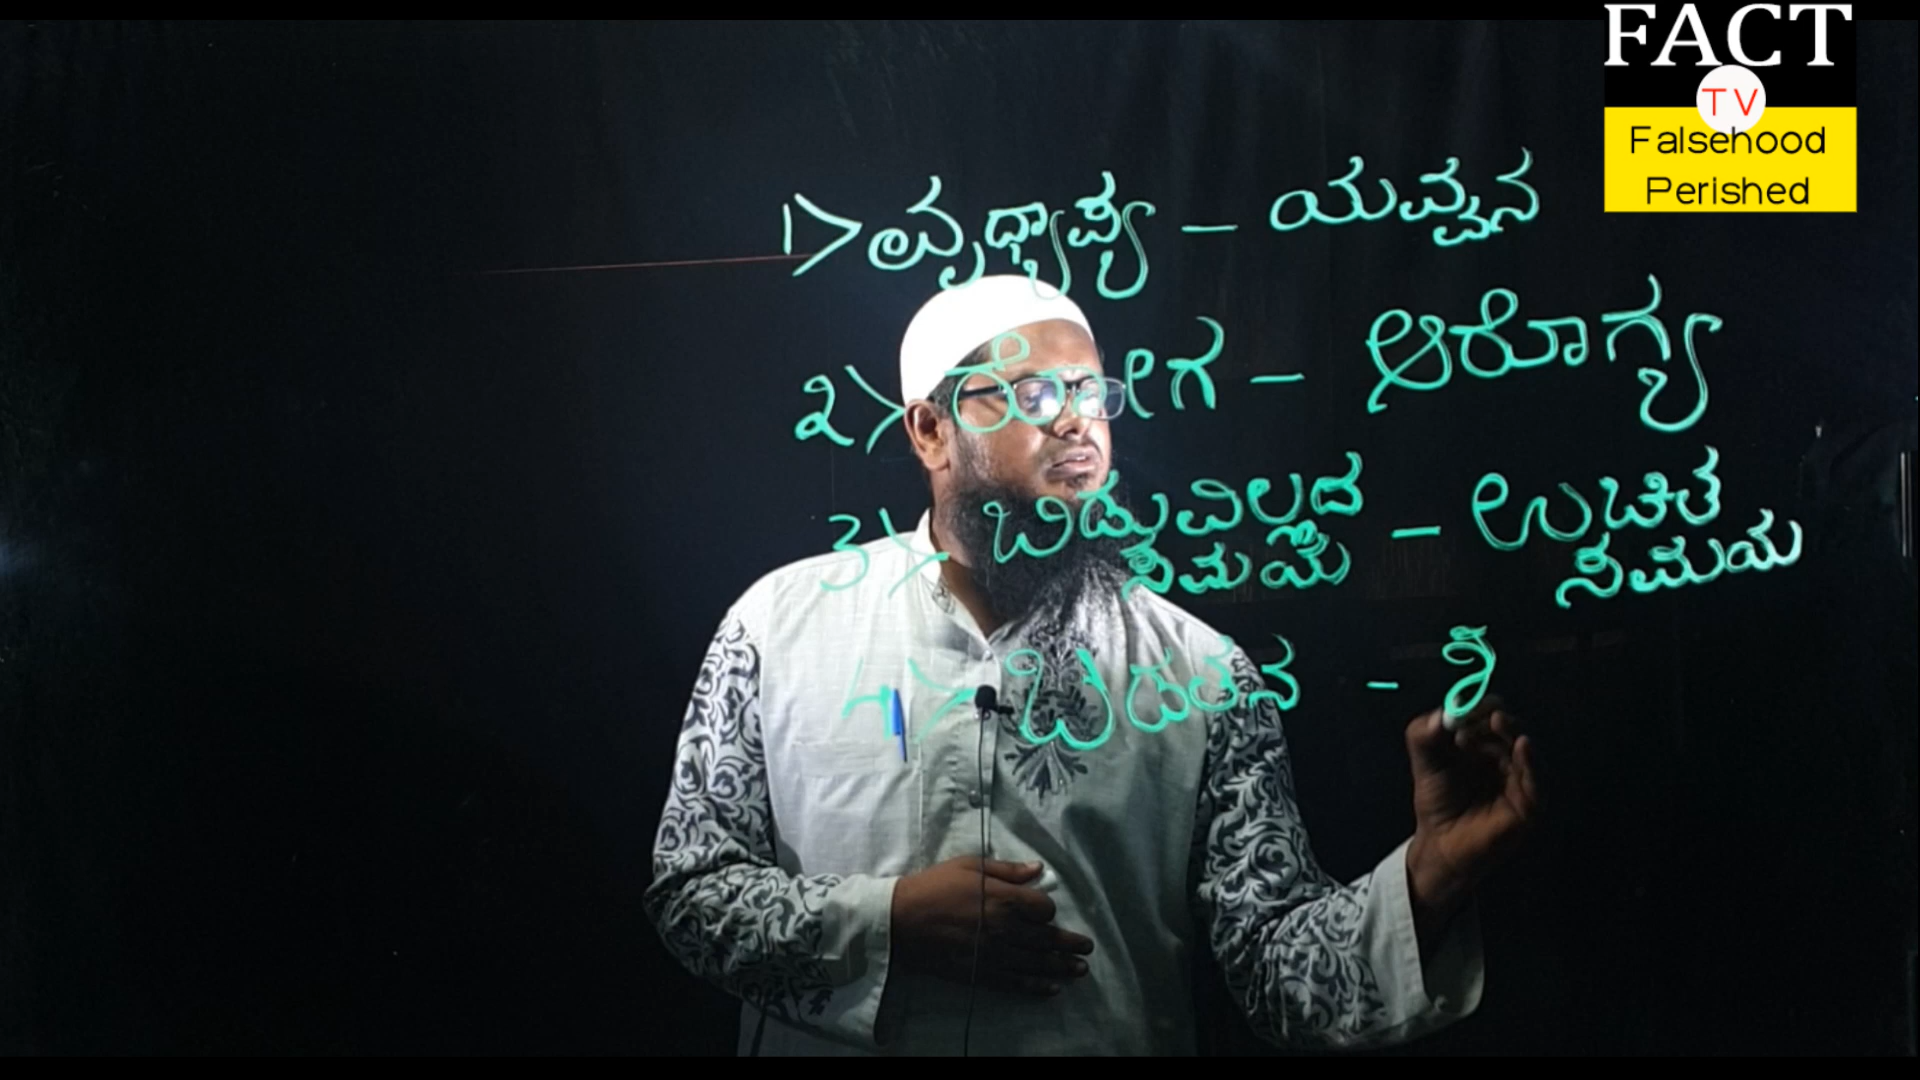 FACT
TV
Falsehood
Perished
1> ವೃಧ್ಯಾಪ್ಯ - ಯವ್ವನ
2> ರೋಗ - ಆರೊಗ್ಯ
3> ಬಿಡುವಿಲ್ಲದ ಸಮಯ - ಉಚಿತ ಸಮಯ
4> ಬಡತನ - ಶ್ರೀ